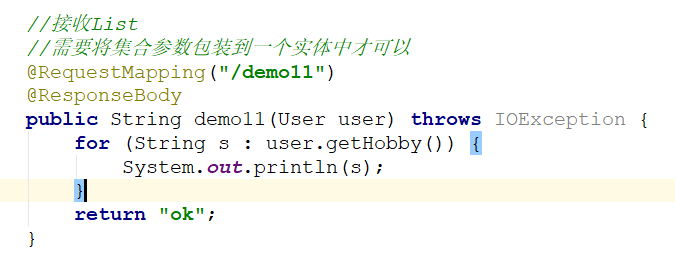 //接收List
//需要将集合参数包装到一个实体中才可以
@RequestMapping("/demo11")
@ResponseBody
public String demo11(User user) throws IOException {
for (String s : user.getHobby()) {
System.out.println(s);
}
return "ok";
}